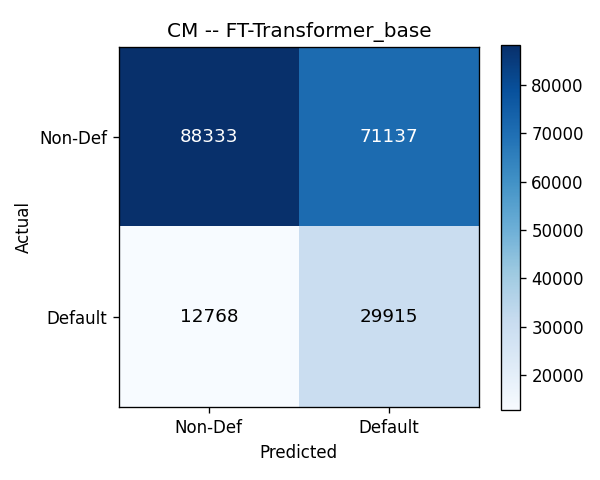 CM -- FT-Transformer_base
Non-Def 88333 71137
Default 12768 29915
Non-Def Default
Predicted
Actual
80000
70000
60000
50000
40000
30000
20000